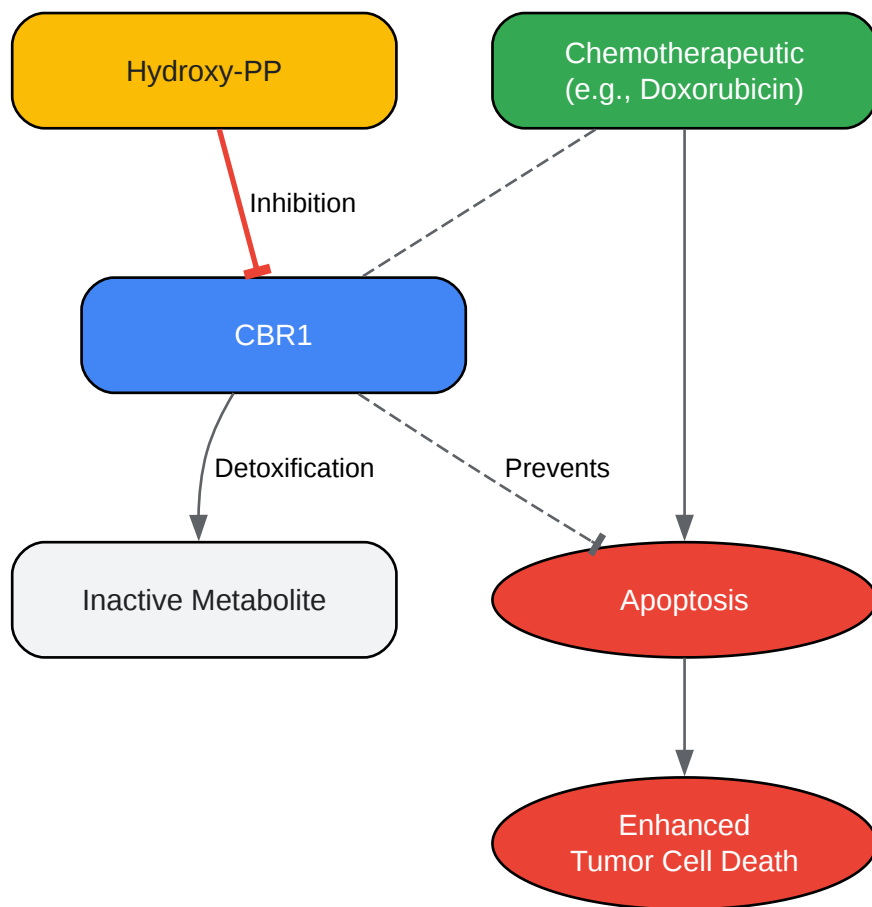 Hydroxy-PP
Chemotherapeutic
(e.g., Doxorubicin)
Inhibition
CBR1
Detoxification
Prevents
Inactive Metabolite
Apoptosis
Enhanced
Tumor Cell Death